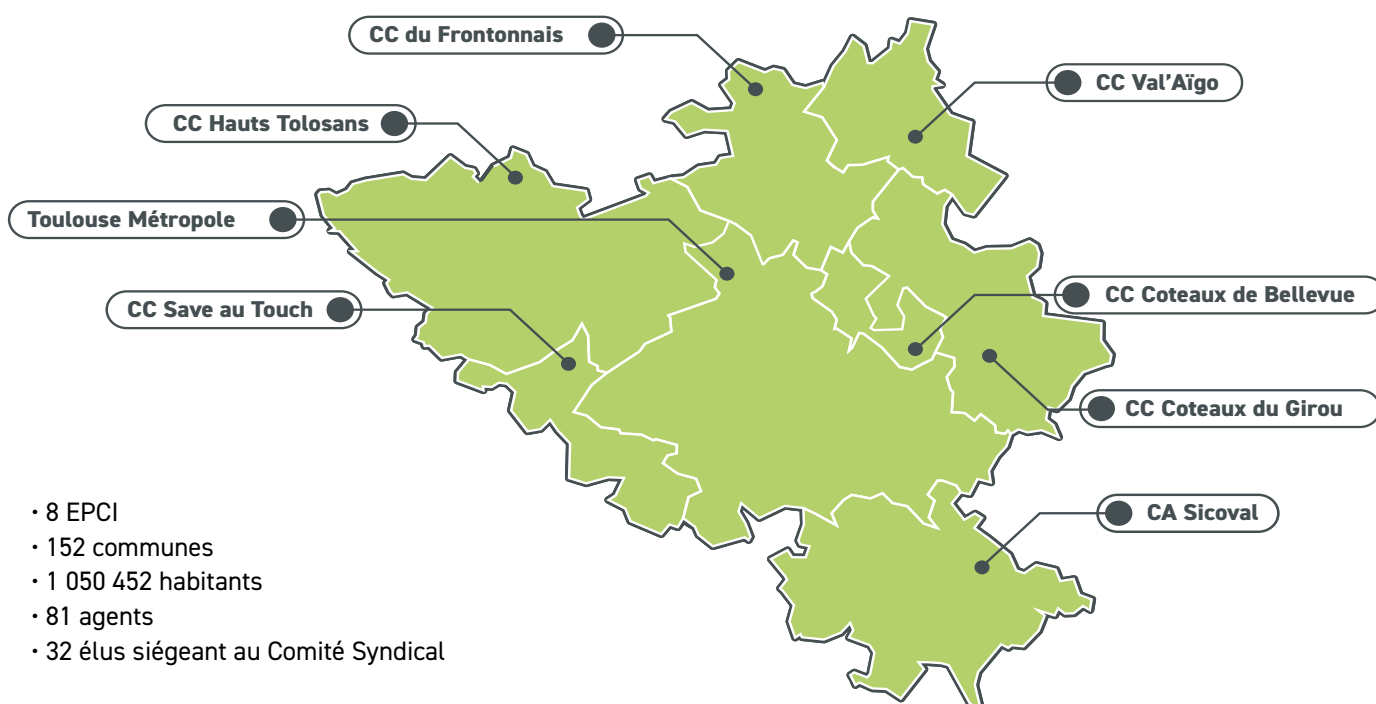 CC du Frontonnais
CC Val'Aïgo
CC Hauts Tolosans
Toulouse Métropole
CC Save au Touch
CC Coteaux de Bellevue
CC Coteaux du Girou
CA Sicoval
· 8 EPCI
· 152 communes
· 1 050 452 habitants
· 81 agents
· 32 élus siégeant au Comité Syndical